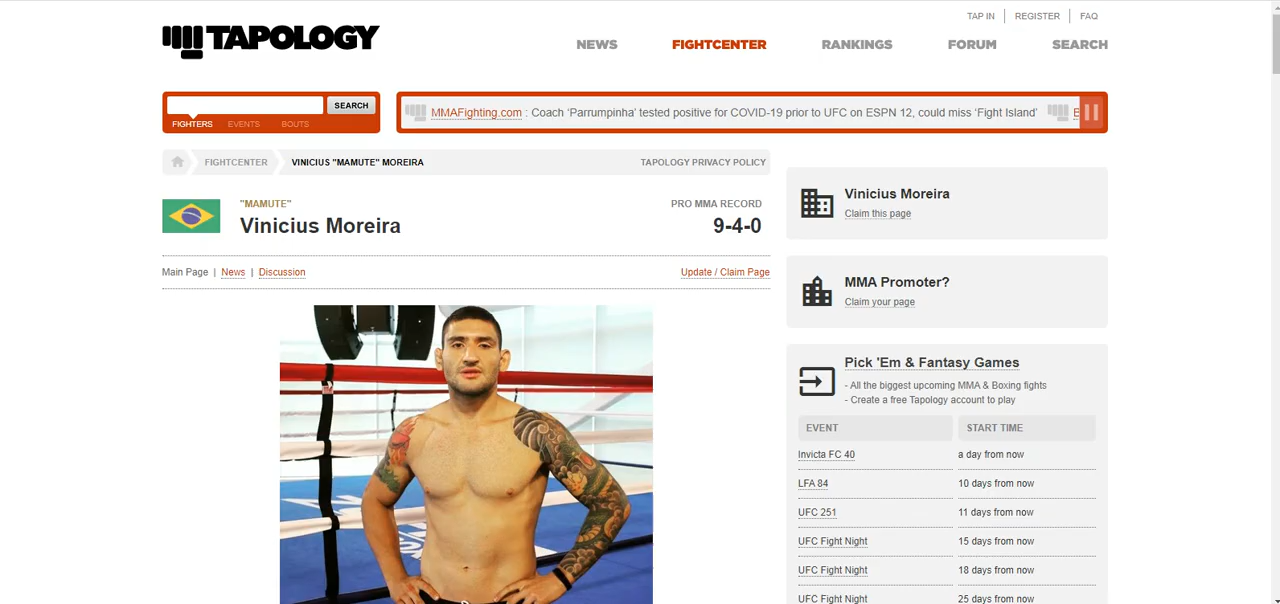 TAP IN
REGISTER
FAQ
TAPOLOGY
NEWS
FIGHTCENTER
RANKINGS
FORUM
SEARCH
SEARCH
FIGHTERS
EVENTS
BOUTS
MMAFighting.com : Coach ‘Parrumpinha’ tested positive for COVID-19 prior to UFC on ESPN 12, could miss ‘Fight Island’
E
FIGHTCENTER
VINICIUS "MAMUTE" MOREIRA
TAPOLOGY PRIVACY POLICY
"MAMUTE"
Vinicius Moreira
PRO MMA RECORD
9-4-0
Main Page | News | Discussion
Update / Claim Page
Vinicius Moreira
Claim this page
MMA Promoter?
Claim your page
Pick 'Em & Fantasy Games
- All the biggest upcoming MMA & Boxing fights
- Create a free Tapology account to play
EVENT
START TIME
Invicta FC 40
a day from now
LFA 84
10 days from now
UFC 251
11 days from now
UFC Fight Night
15 days from now
UFC Fight Night
18 days from now
UFC Fight Night
25 days from now